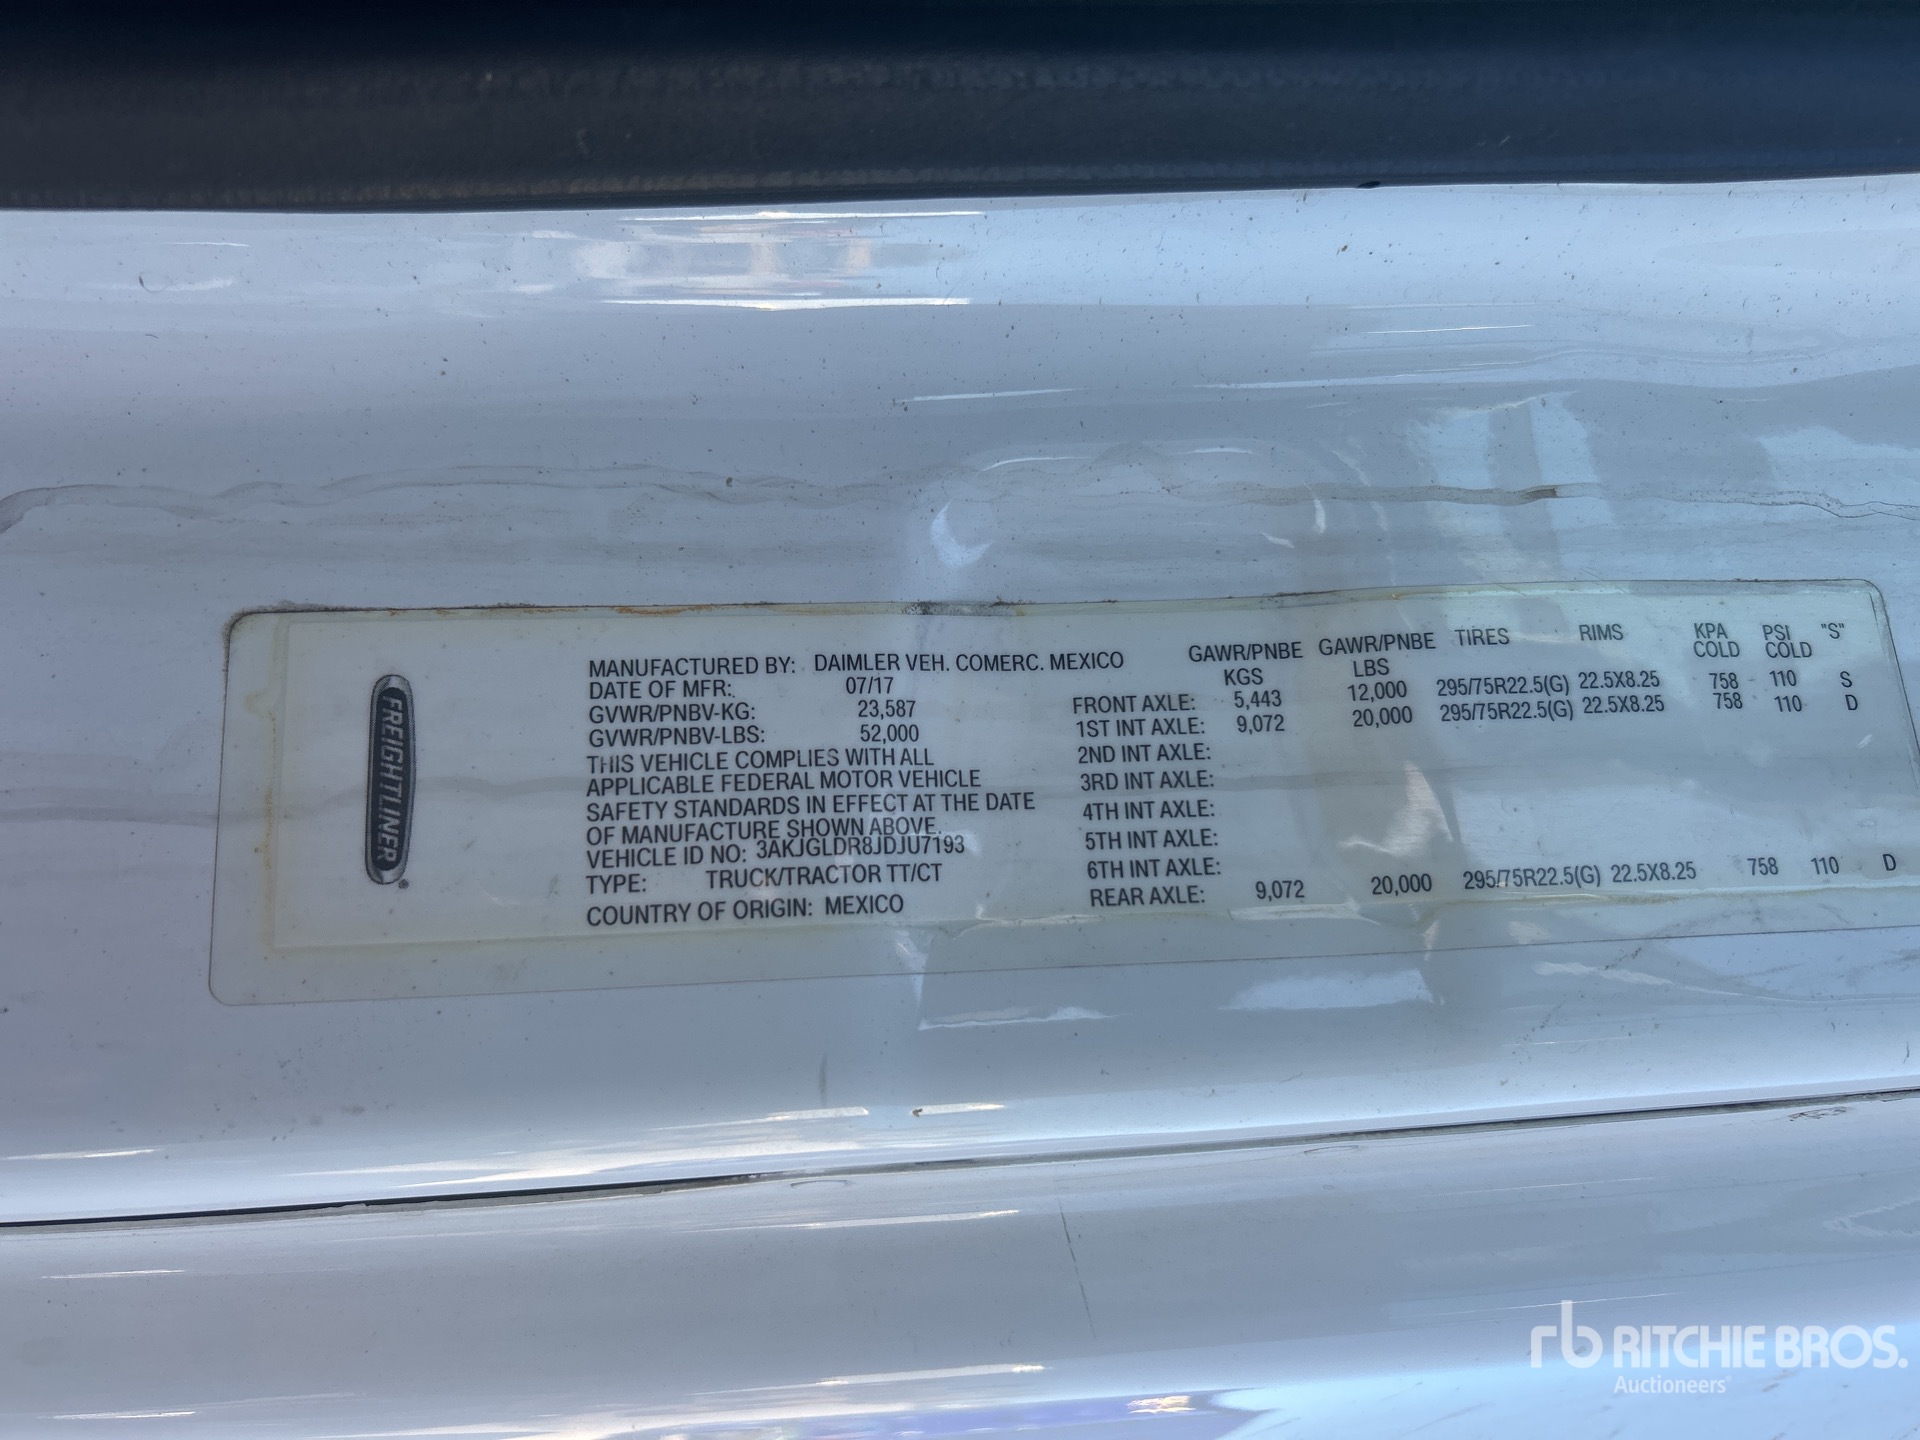 FREIGHTLINER
MANUFACTURED BY: DAIMLER VEH. COMERC. MEXICO
DATE OF MFR: 07/17
GVWR/PNBV-KG: 23,587
GVWR/PNBV-LBS: 52,000
THIS VEHICLE COMPLIES WITH ALL
APPLICABLE FEDERAL MOTOR VEHICLE
SAFETY STANDARDS IN EFFECT AT THE DATE
OF MANUFACTURE SHOWN ABOVE.
VEHICLE ID NO: 3AKJGLDR8JDJU7193
TYPE: TRUCK/TRACTOR TT/CT
COUNTRY OF ORIGIN: MEXICO
GAWR/PNBE GAWR/PNBE TIRES RIMS KPA PSI "S"
KGS LBS COLD COLD
FRONT AXLE: 5,443 12,000 295/75R22.5(G) 22.5X8.25 758 110 S
1ST INT AXLE: 9,072 20,000 295/75R22.5(G) 22.5X8.25 758 110 D
2ND INT AXLE:
3RD INT AXLE:
4TH INT AXLE:
5TH INT AXLE:
6TH INT AXLE:
REAR AXLE: 9,072 20,000 295/75R22.5(G) 22.5X8.25 758 110 D
rb RITCHIE BROS.
Auctioneers